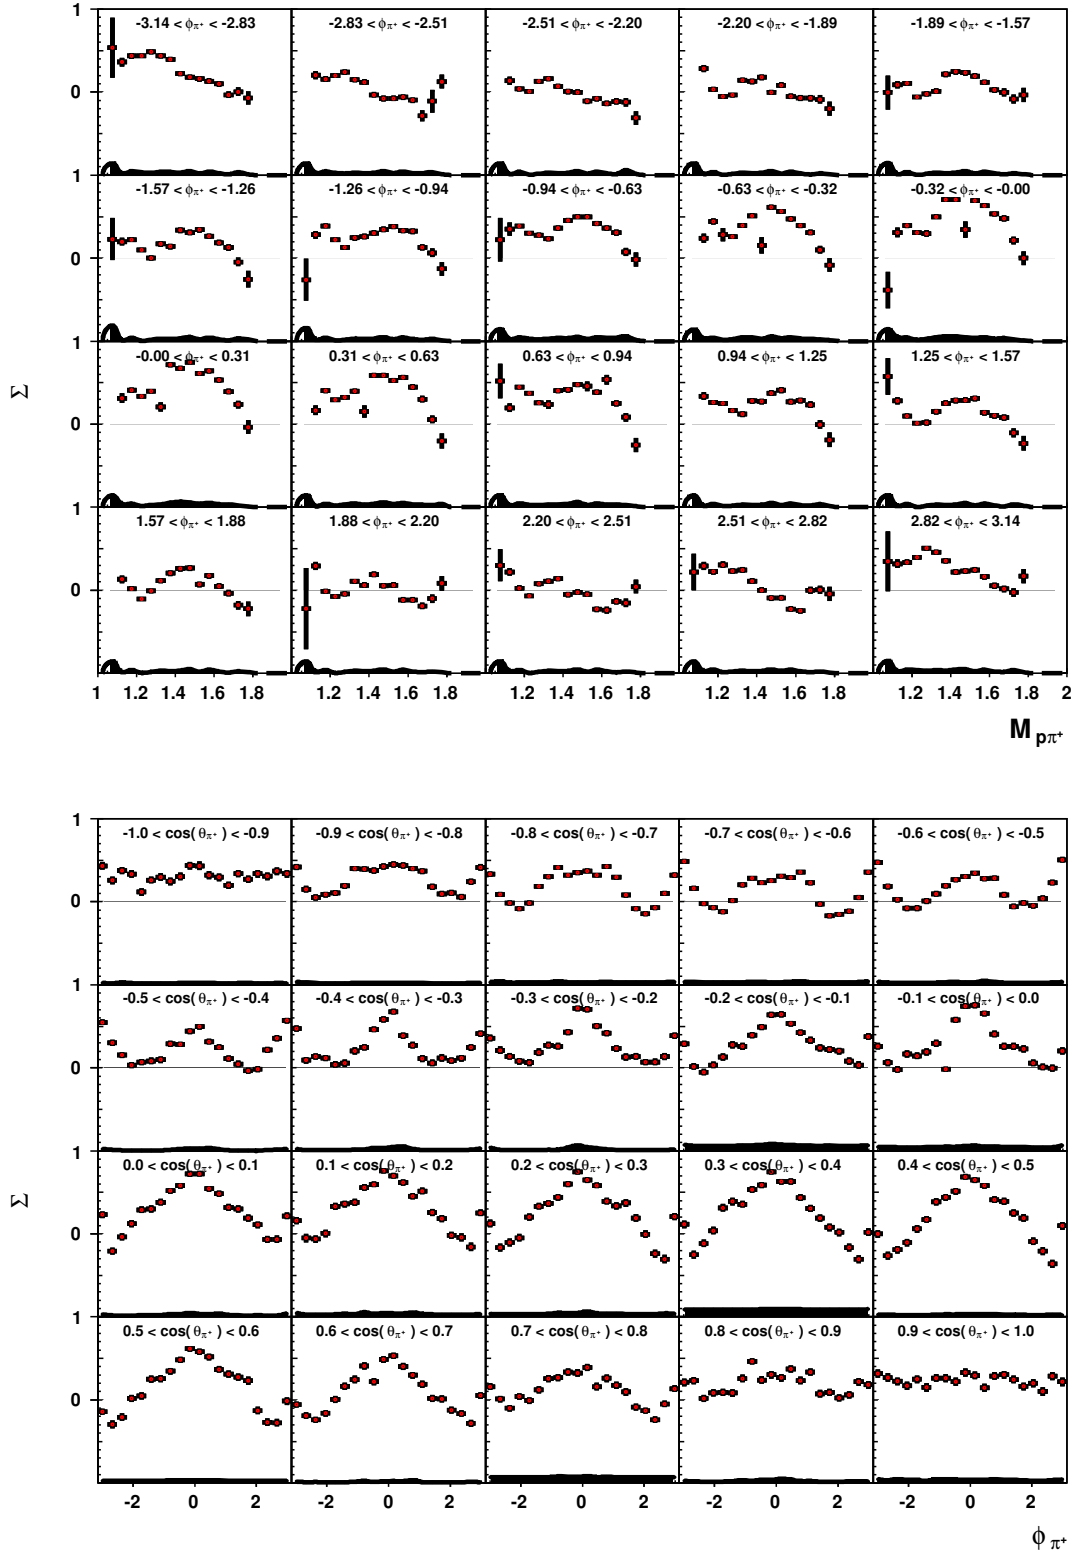 1
-3.14 < ϕπ+ < -2.83
-2.83 < ϕπ+ < -2.51
-2.51 < ϕπ+ < -2.20
-2.20 < ϕπ+ < -1.89
-1.89 < ϕπ+ < -1.57
0
1
-1.57 < ϕπ+ < -1.26
-1.26 < ϕπ+ < -0.94
-0.94 < ϕπ+ < -0.63
-0.63 < ϕπ+ < -0.32
-0.32 < ϕπ+ < -0.00
0
1
-0.00 < ϕπ+ < 0.31
0.31 < ϕπ+ < 0.63
0.63 < ϕπ+ < 0.94
0.94 < ϕπ+ < 1.25
1.25 < ϕπ+ < 1.57
Σ
0
1
1.57 < ϕπ+ < 1.88
1.88 < ϕπ+ < 2.20
2.20 < ϕπ+ < 2.51
2.51 < ϕπ+ < 2.82
2.82 < ϕπ+ < 3.14
0
1 1.2 1.4 1.6 1.8 1.2 1.4 1.6 1.8 1.2 1.4 1.6 1.8 1.2 1.4 1.6 1.8 1.2 1.4 1.6 1.8 2
M pπ+
1
-1.0 < cos(θπ+) < -0.9
-0.9 < cos(θπ+) < -0.8
-0.8 < cos(θπ+) < -0.7
-0.7 < cos(θπ+) < -0.6
-0.6 < cos(θπ+) < -0.5
0
1
-0.5 < cos(θπ+) < -0.4
-0.4 < cos(θπ+) < -0.3
-0.3 < cos(θπ+) < -0.2
-0.2 < cos(θπ+) < -0.1
-0.1 < cos(θπ+) < 0.0
0
1
0.0 < cos(θπ+) < 0.1
0.1 < cos(θπ+) < 0.2
0.2 < cos(θπ+) < 0.3
0.3 < cos(θπ+) < 0.4
0.4 < cos(θπ+) < 0.5
Σ
0
1
0.5 < cos(θπ+) < 0.6
0.6 < cos(θπ+) < 0.7
0.7 < cos(θπ+) < 0.8
0.8 < cos(θπ+) < 0.9
0.9 < cos(θπ+) < 1.0
0
-2 0 2 -2 0 2 -2 0 2 -2 0 2 -2 0 2
ϕ π+